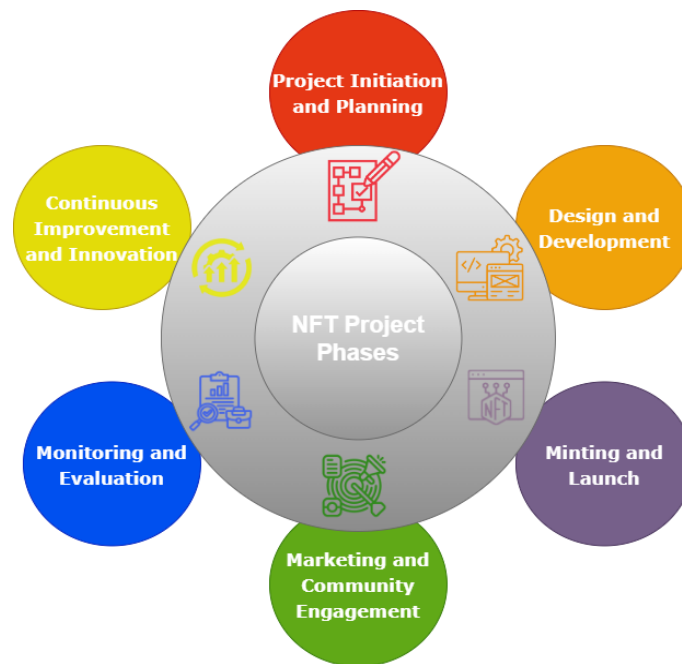 Project Initiation
and Planning
Continuous
Improvement
and Innovation
Design and
Development
</>
NFT Project
Phases
NFT
Monitoring and
Evaluation
Minting and
Launch
Marketing and
Community
Engagement